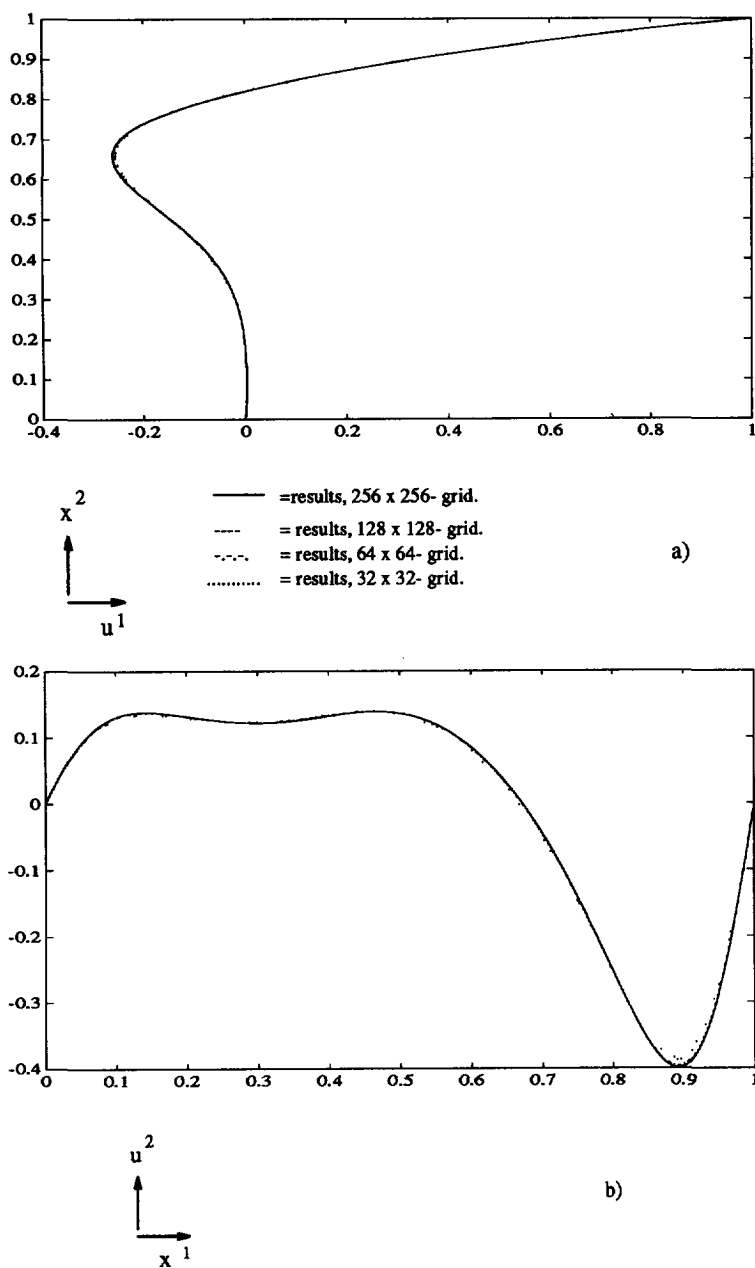 1
0.9
0.8
0.7
0.6
0.5
0.4
0.3
0.2
0.1
0
-0.4 -0.2 0 0.2 0.4 0.6 0.8 1
x^2
u^1
=results, 256 x 256- grid.
= results, 128 x 128- grid.
= results, 64 x 64- grid.
= results, 32 x 32- grid.
a)
0.2
0.1
0
-0.1
-0.2
-0.3
-0.4
0 0.1 0.2 0.3 0.4 0.5 0.6 0.7 0.8 0.9 1
u^2
x^1
b)